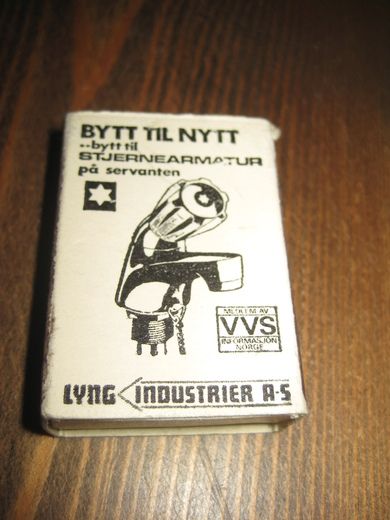 BYTT TIL NYTT
..bytt til
STJERNEARMATUR
på servanten
MEDLEM AV
VVS
INFORMASJON
NORGE
LYNG INDUSTRIER A-S